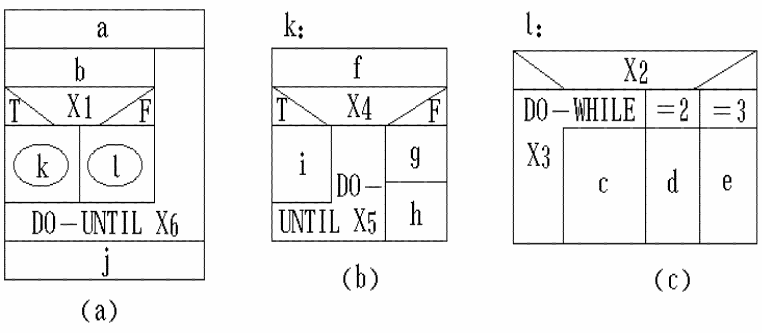 a
b
T X1 F
k l
DO-UNTIL X6
j
(a)
k:
f
T X4 F
i g
DO-
UNTIL X5 h
(b)
l:
X2
DO-WHILE =2 =3
X3 c d e
(c)